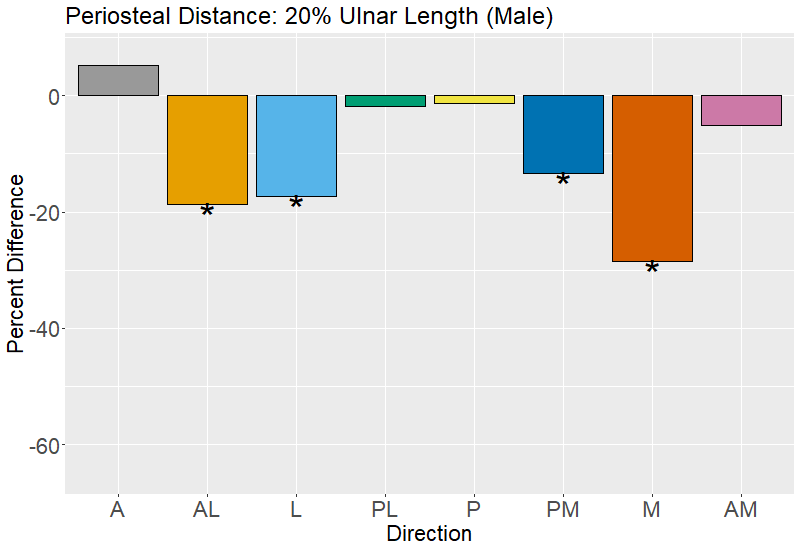 Periosteal Distance: 20% Ulnar Length (Male)
Percent Difference
0
-20
-40
-60
*
*
*
*
A AL L PL P PM M AM
Direction